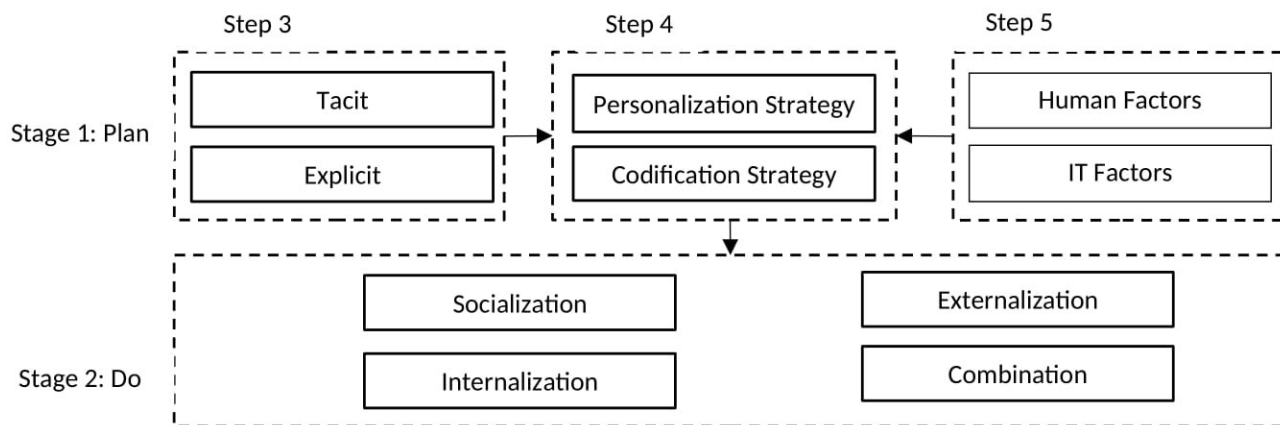 Step 3
Step 4
Step 5
Stage 1: Plan
Tacit
Explicit
Personalization Strategy
Codification Strategy
Human Factors
IT Factors
Stage 2: Do
Socialization
Externalization
Internalization
Combination